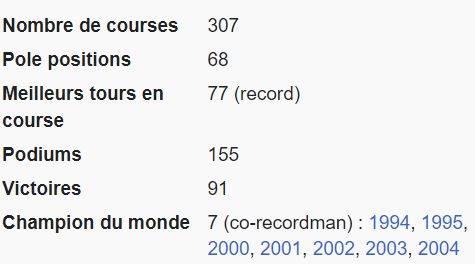 Nombre de courses 307
Pole positions 68
Meilleurs tours en 77 (record)
course
Podiums 155
Victoires 91
Champion du monde 7 (co-recordman) : 1994, 1995,
2000, 2001, 2002, 2003, 2004